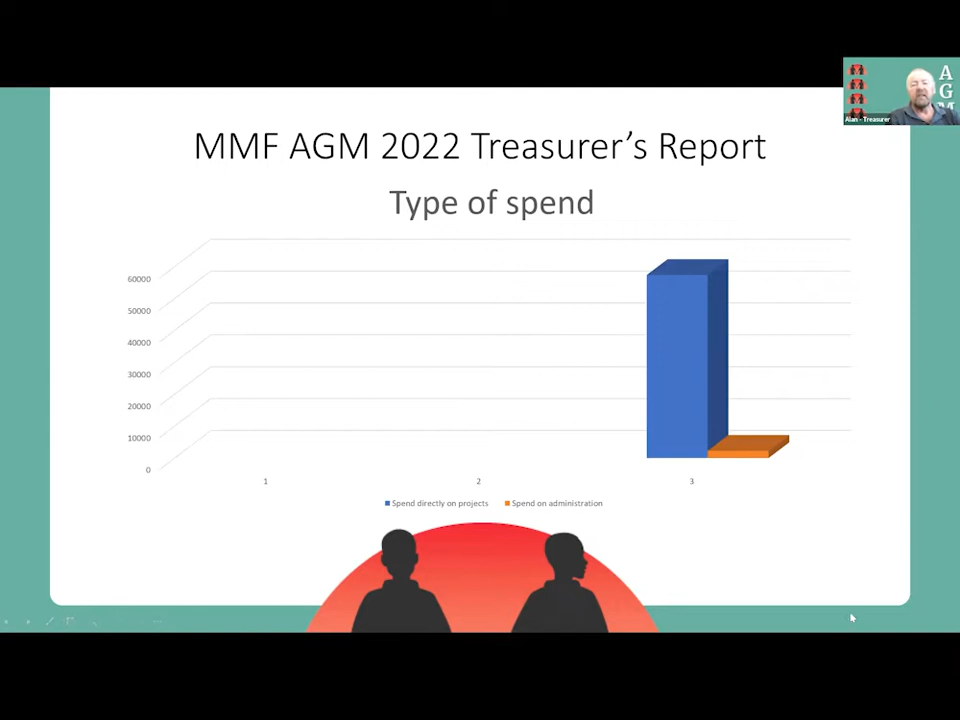 A
G
M
Alan - Treasurer
MMF AGM 2022 Treasurer's Report
Type of spend
60000
50000
40000
30000
20000
10000
0
1 2 3
Spend directly on projects Spend on administration